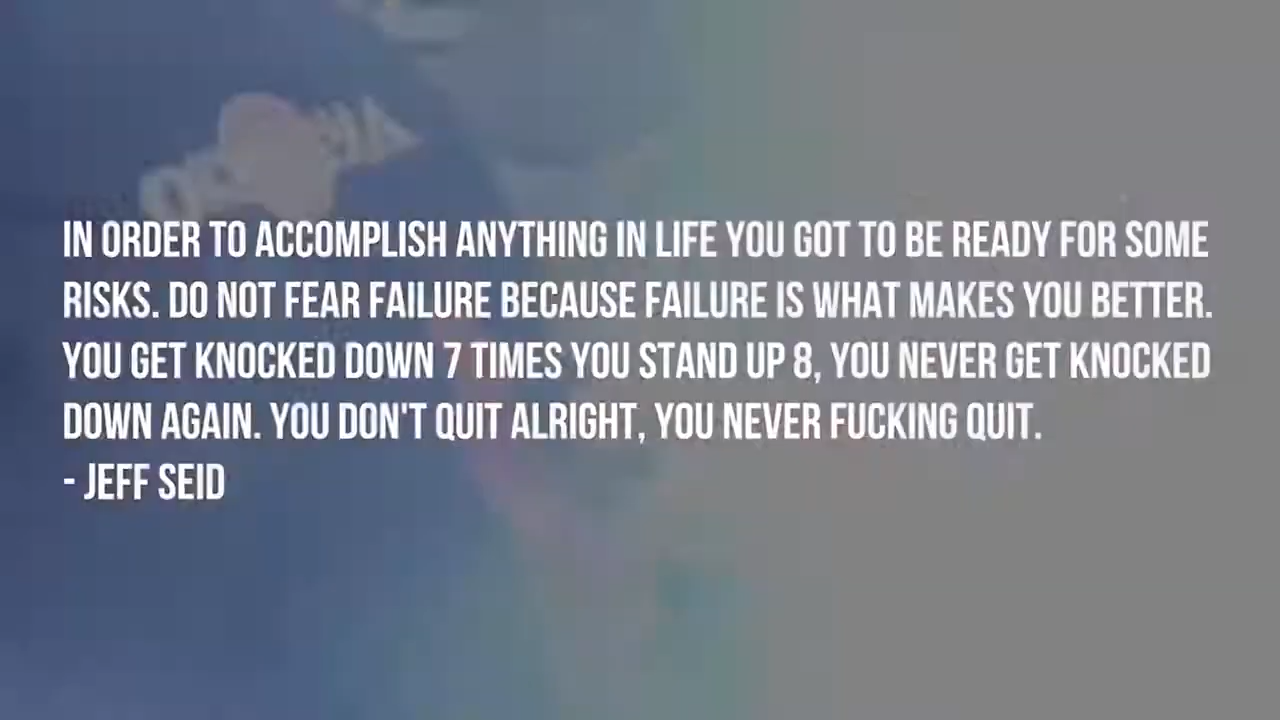 IN ORDER TO ACCOMPLISH ANYTHING IN LIFE YOU GOT TO BE READY FOR SOME
RISKS. DO NOT FEAR FAILURE BECAUSE FAILURE IS WHAT MAKES YOU BETTER.
YOU GET KNOCKED DOWN 7 TIMES YOU STAND UP 8, YOU NEVER GET KNOCKED
DOWN AGAIN. YOU DON'T QUIT ALRIGHT, YOU NEVER FUCKING QUIT.
- JEFF SEID